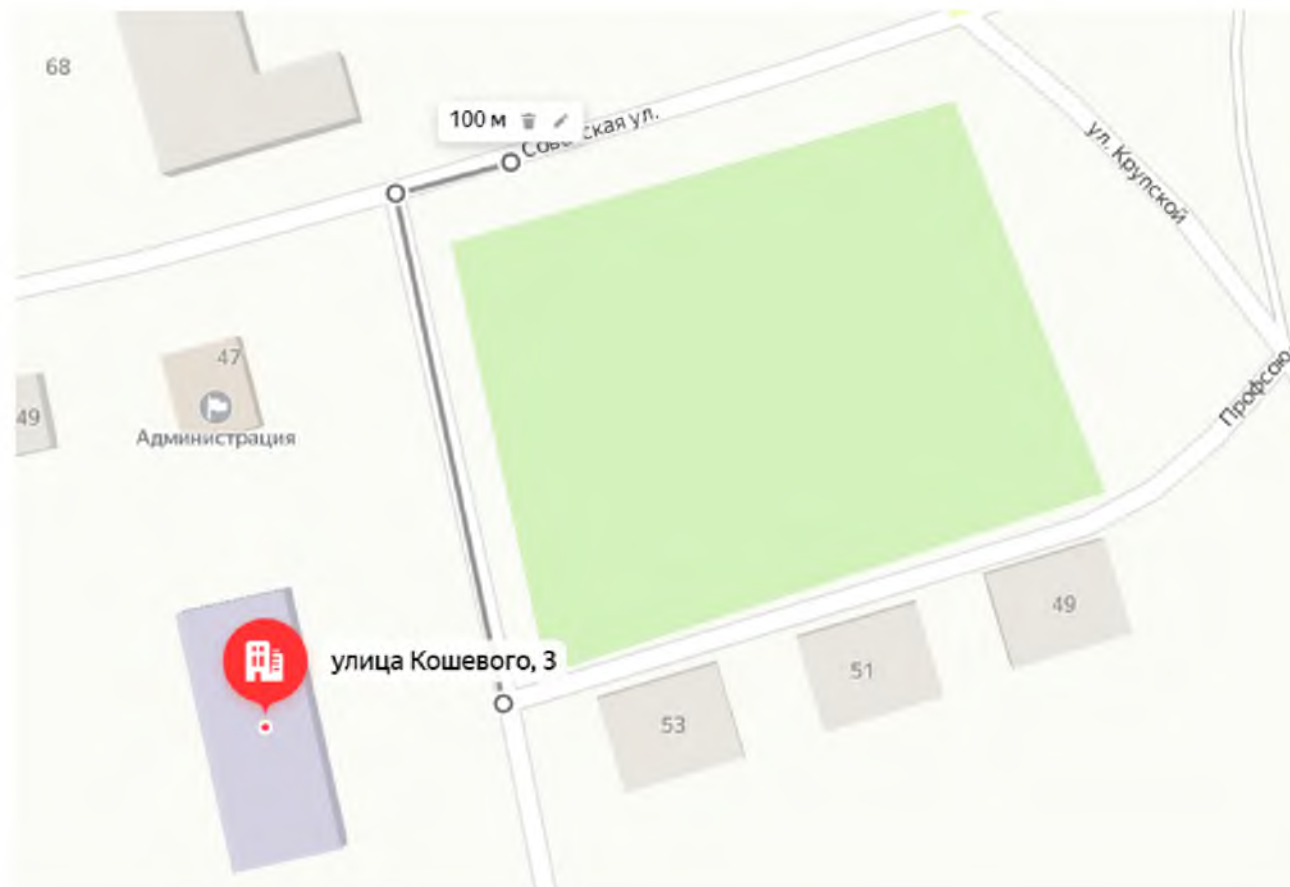 68
100 м
ская ул.
ул. Крупской
47
49
Администрация
Профсою
улица Кошевого, 3
49
51
53